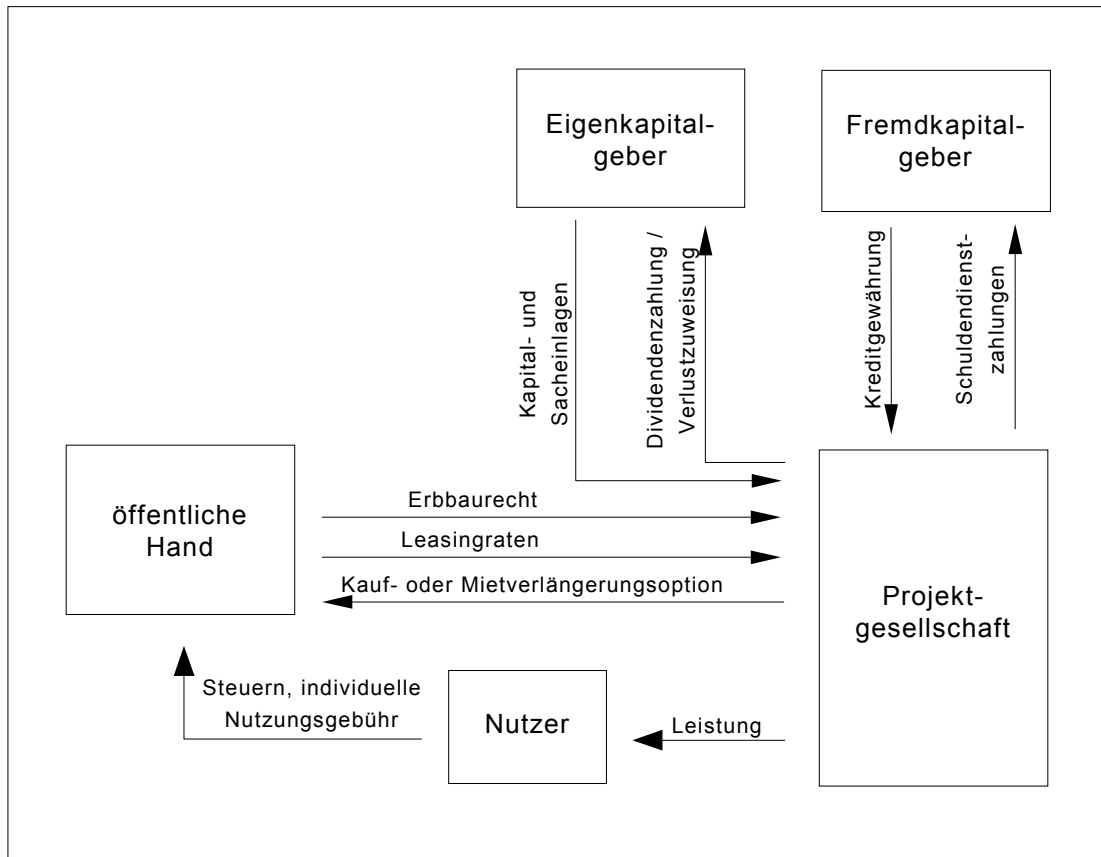 Eigenkapital-
geber
Fremdkapital-
geber
Kapital- und
Sacheinlagen
Dividendenzahlung /
Verlustzuweisung
Kreditgewährung
Schuldendienst-
zahlungen
öffentliche
Hand
Erbbaurecht
Leasingraten
Kauf- oder Mietverlängerungsoption
Projekt-
gesellschaft
Steuern, individuelle
Nutzungsgebühr
Nutzer
Leistung